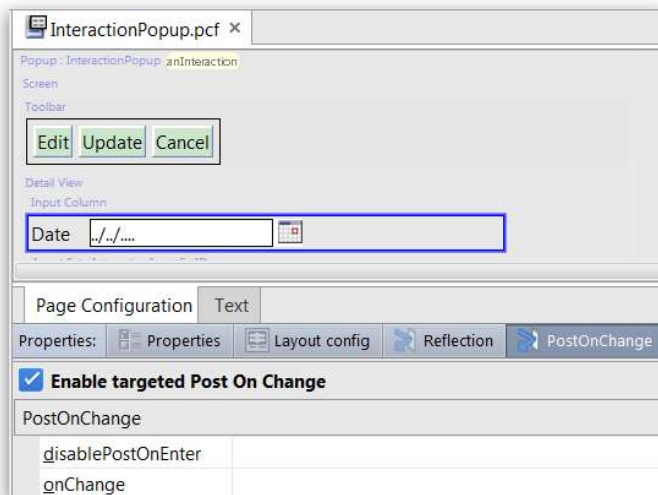 InteractionPopup.pcf ×
Popup : InteractionPopup anInteraction
Screen
Toolbar
Edit Update Cancel
Detail View
Input Column
Date ../../....
Page Configuration Text
Properties: Properties Layout config Reflection PostOnChange
Enable targeted Post On Change
PostOnChange
disablePostOnEnter
onChange